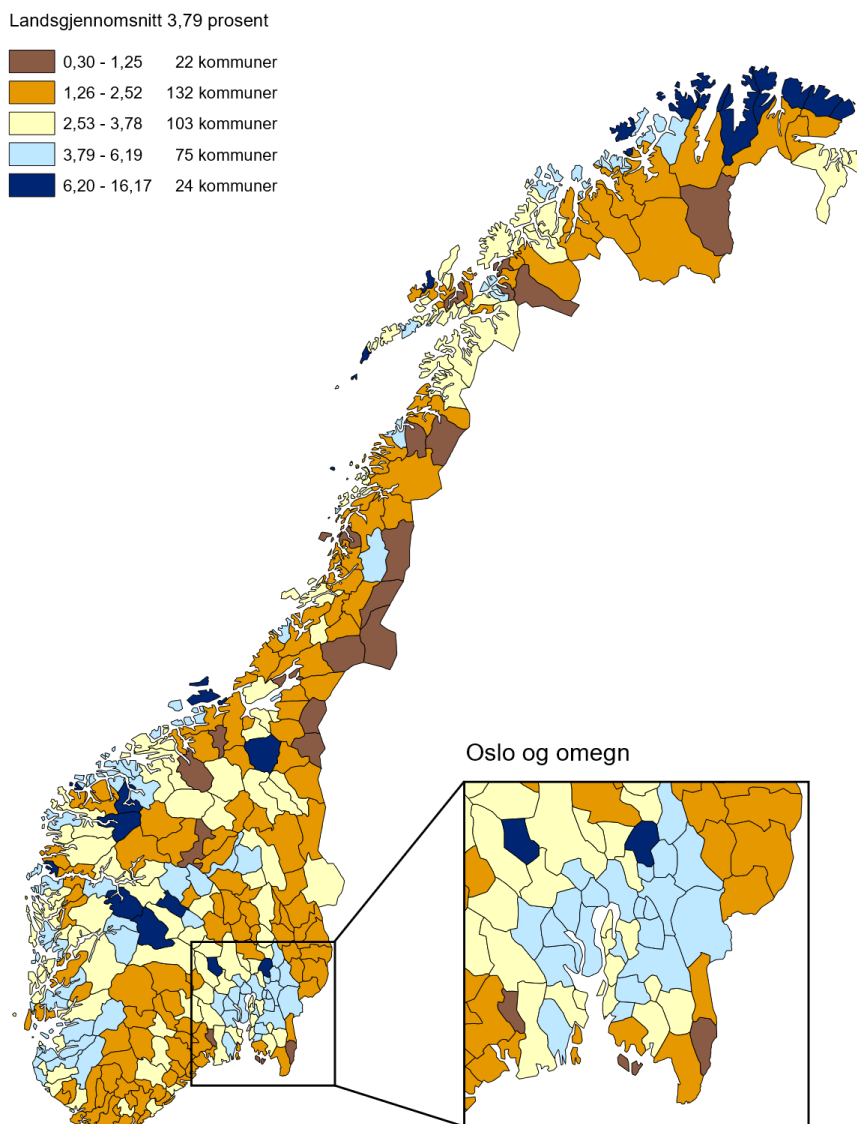 Landsgjennomsnitt 3,79 prosent
0,30 - 1,25 22 kommuner
1,26 - 2,52 132 kommuner
2,53 - 3,78 103 kommuner
3,79 - 6,19 75 kommuner
6,20 - 16,17 24 kommuner
Oslo og omegn